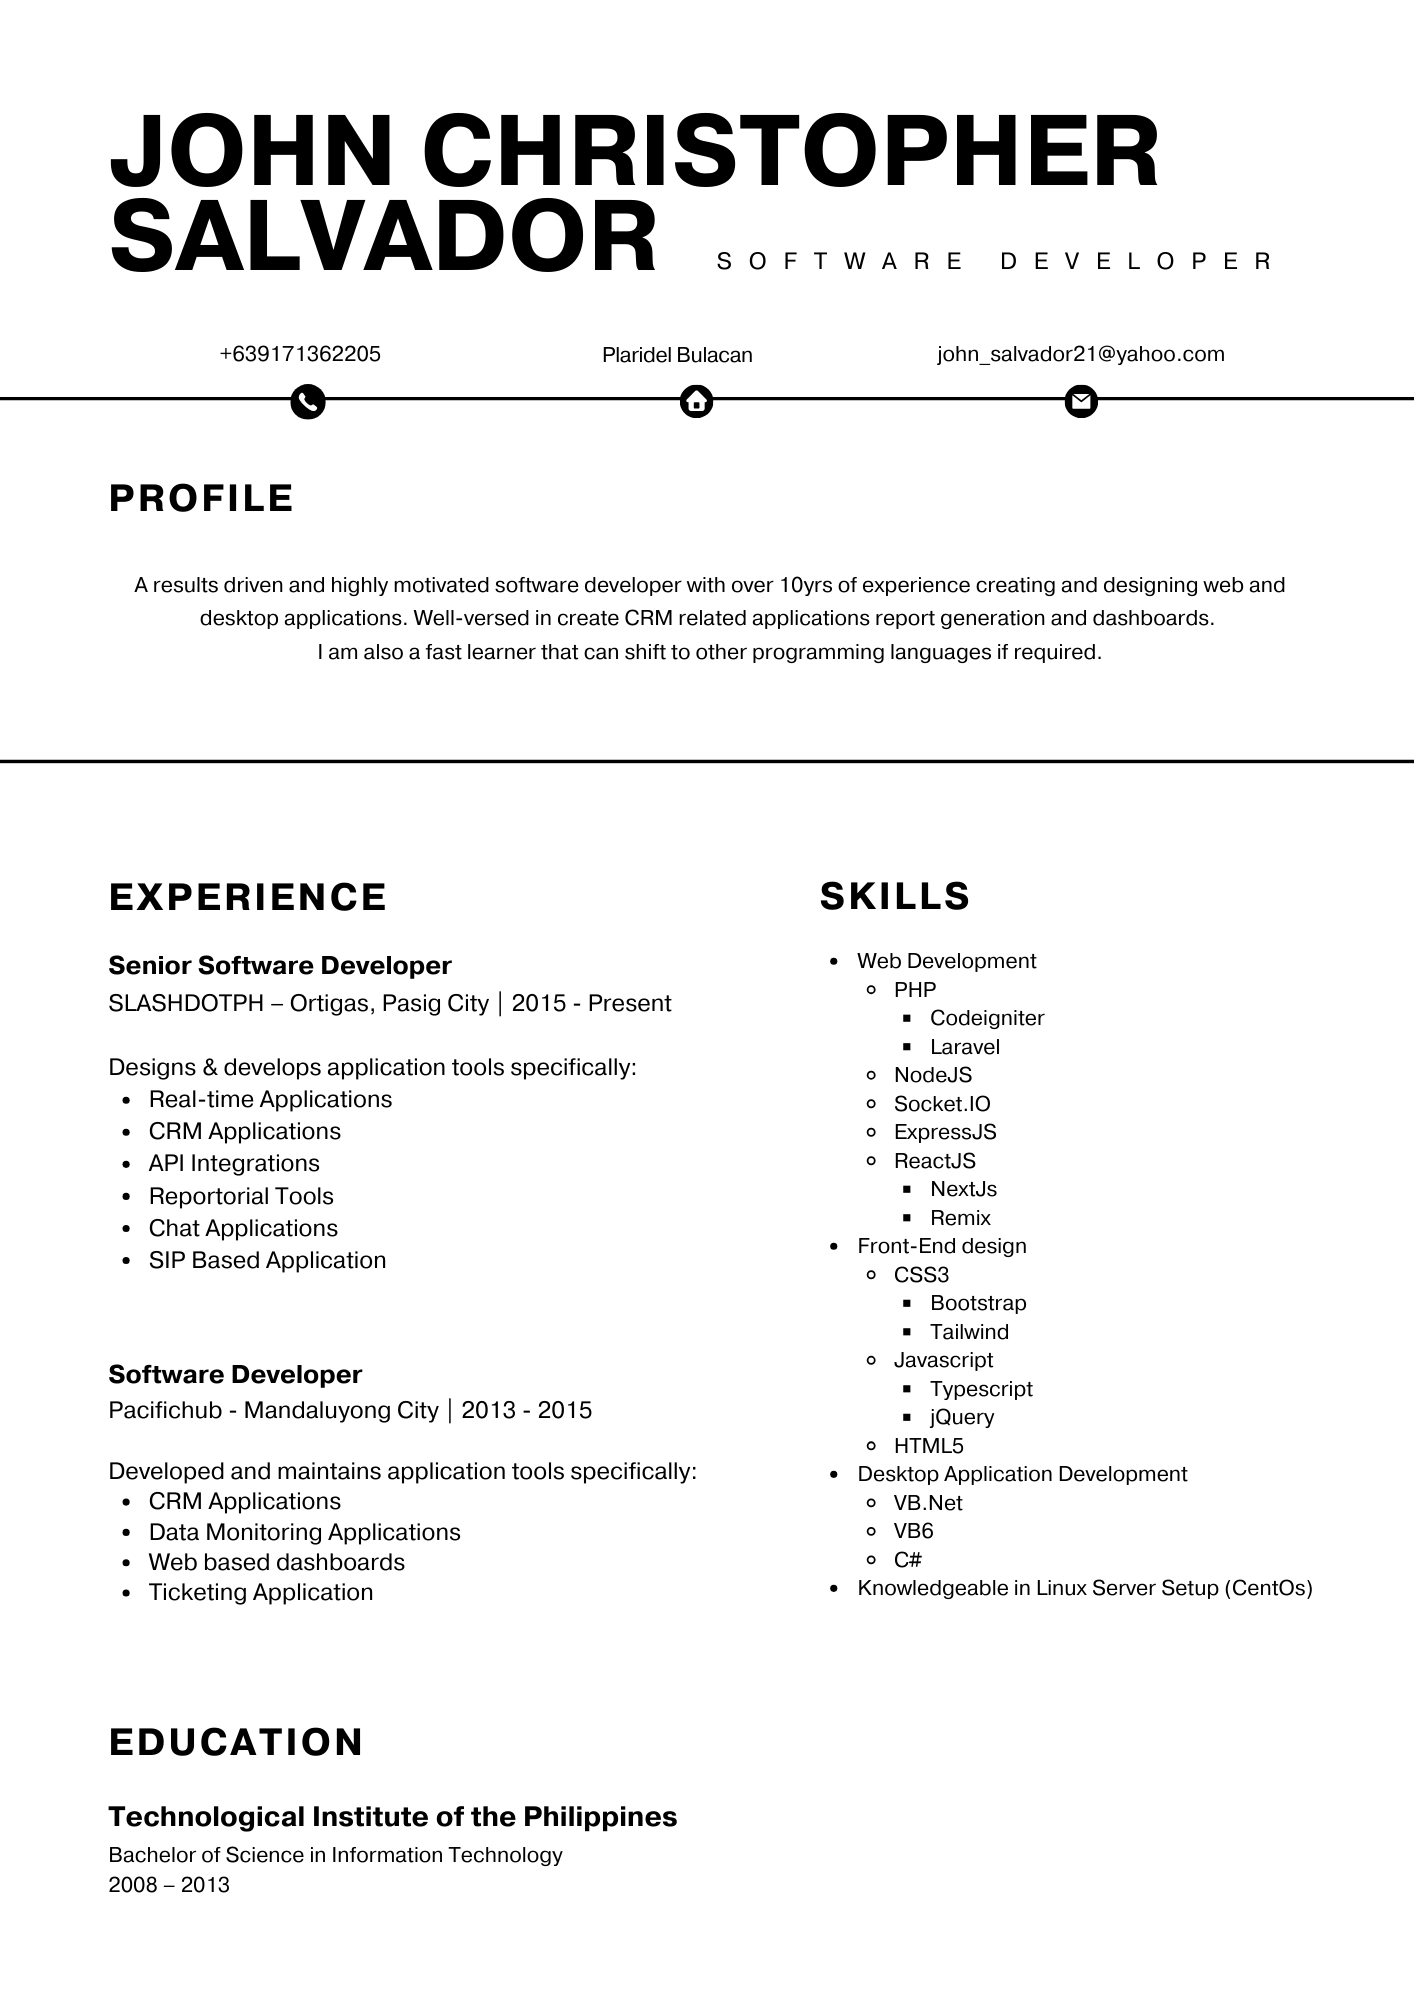 JOHN CHRISTOPHER
SALVADOR
SOFTWARE DEVELOPER
+639171362205
Plaridel Bulacan
john_salvador21@yahoo.com
PROFILE
A results driven and highly motivated software developer with over 10yrs of experience creating and designing web and
desktop applications. Well-versed in create CRM related applications report generation and dashboards.
I am also a fast learner that can shift to other programming languages if required.
EXPERIENCE
Senior Software Developer
SLASHDOTPH – Ortigas, Pasig City | 2015 - Present
Designs & develops application tools specifically:
• Real-time Applications
• CRM Applications
• API Integrations
• Reportorial Tools
• Chat Applications
• SIP Based Application
Software Developer
Pacifichub - Mandaluyong City | 2013 - 2015
Developed and maintains application tools specifically:
• CRM Applications
• Data Monitoring Applications
• Web based dashboards
• Ticketing Application
EDUCATION
Technological Institute of the Philippines
Bachelor of Science in Information Technology
2008 – 2013
SKILLS
• Web Development
◦ PHP
▪ Codeigniter
▪ Laravel
◦ NodeJS
◦ Socket.IO
◦ ExpressJS
◦ ReactJS
▪ NextJs
▪ Remix
• Front-End design
◦ CSS3
▪ Bootstrap
▪ Tailwind
◦ Javascript
▪ Typescript
▪ jQuery
◦ HTML5
• Desktop Application Development
◦ VB.Net
◦ VB6
◦ C#
• Knowledgeable in Linux Server Setup (CentOs)